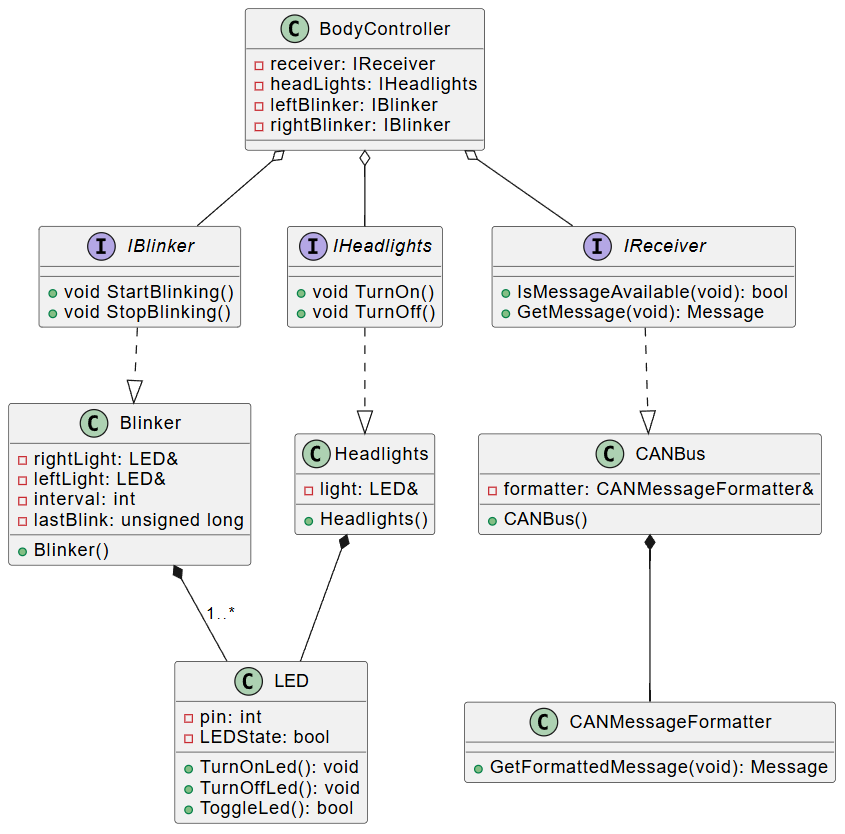 C BodyController
receiver: IReceiver
headLights: IHeadlights
leftBlinker: IBlinker
rightBlinker: IBlinker
I IBlinker
void StartBlinking()
void StopBlinking()
I IHeadlights
void TurnOn()
void TurnOff()
I IReceiver
IsMessageAvailable(void): bool
GetMessage(void): Message
C Blinker
rightLight: LED&
leftLight: LED&
interval: int
lastBlink: unsigned long
Blinker()
C Headlights
light: LED&
Headlights()
C CANBus
formatter: CANMessageFormatter&
CANBus()
1..*
C LED
pin: int
LEDState: bool
TurnOnLed(): void
TurnOffLed(): void
ToggleLed(): bool
C CANMessageFormatter
GetFormattedMessage(void): Message